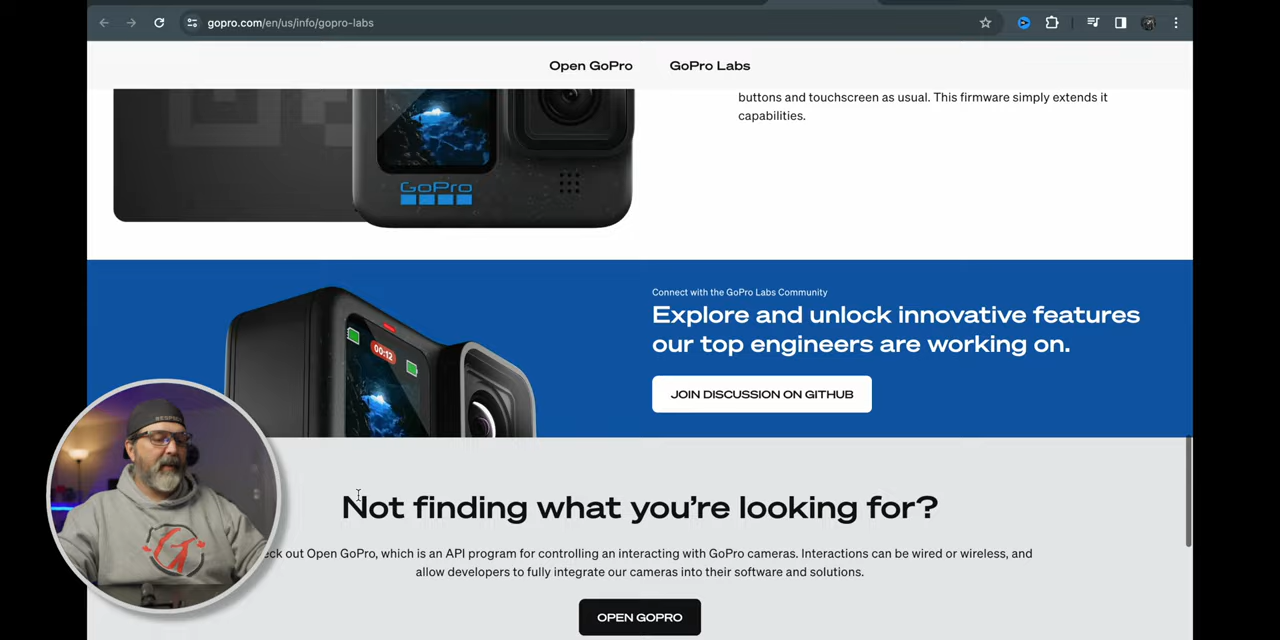 gopro.com/en/us/info/gopro-labs
Open GoPro GoPro Labs
buttons and touchscreen as usual. This firmware simply extends it
capabilities.
GoPro
Connect with the GoPro Labs Community
Explore and unlock innovative features
our top engineers are working on.
00:12
JOIN DISCUSSION ON GITHUB
RESPECT
Not finding what you're looking for?
eck out Open GoPro, which is an API program for controlling an interacting with GoPro cameras. Interactions can be wired or wireless, and
allow developers to fully integrate our cameras into their software and solutions.
OPEN GOPRO